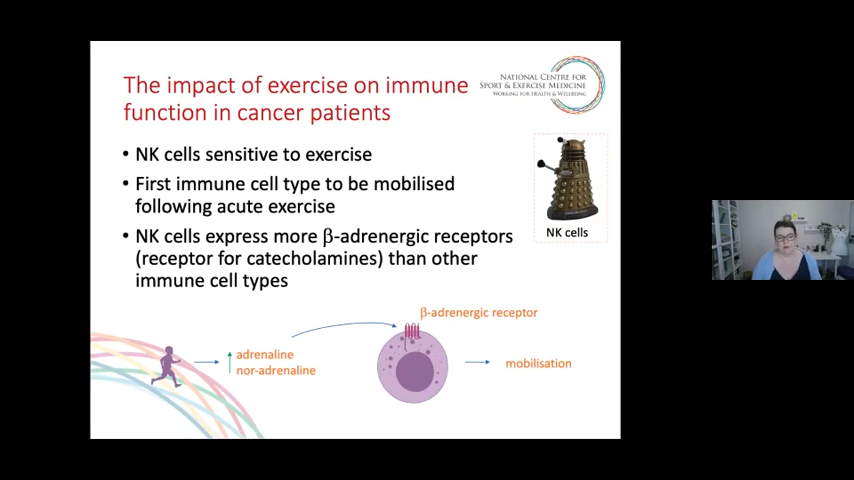 The impact of exercise on immune
function in cancer patients
NATIONAL CENTRE FOR
SPORT & EXERCISE MEDICINE
WORKING FOR HEALTH & WELLBEING
• NK cells sensitive to exercise
• First immune cell type to be mobilised
following acute exercise
• NK cells express more β-adrenergic receptors
(receptor for catecholamines) than other
immune cell types
NK cells
β-adrenergic receptor
adrenaline
nor-adrenaline
mobilisation